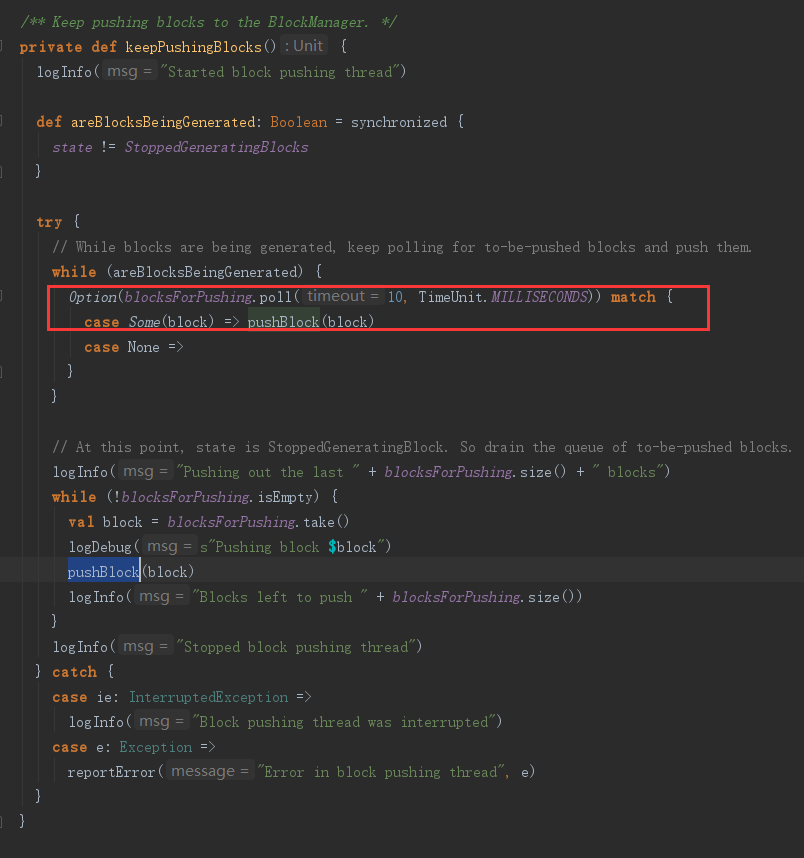 /** Keep pushing blocks to the BlockManager. */
private def keepPushingBlocks() : Unit {
logInfo( msg = "Started block pushing thread")
def areBlocksBeingGenerated: Boolean = synchronized {
state != StoppedGeneratingBlocks
}
try {
// While blocks are being generated, keep polling for to-be-pushed blocks and push them.
while (areBlocksBeingGenerated) {
Option(blocksForPushing.poll( timeout = 10, TimeUnit.MILLISECONDS)) match {
case Some(block) => pushBlock(block)
case None =>
}
}
// At this point, state is StoppedGeneratingBlock. So drain the queue of to-be-pushed blocks.
logInfo( msg = "Pushing out the last " + blocksForPushing.size() + " blocks")
while (!blocksForPushing.isEmpty) {
val block = blocksForPushing.take()
logDebug( msg = s"Pushing block $block")
pushBlock(block)
logInfo( msg = "Blocks left to push " + blocksForPushing.size())
}
logInfo( msg = "Stopped block pushing thread")
} catch {
case ie: InterruptedException =>
logInfo( msg = "Block pushing thread was interrupted")
case e: Exception =>
reportError( message = "Error in block pushing thread", e)
}
}